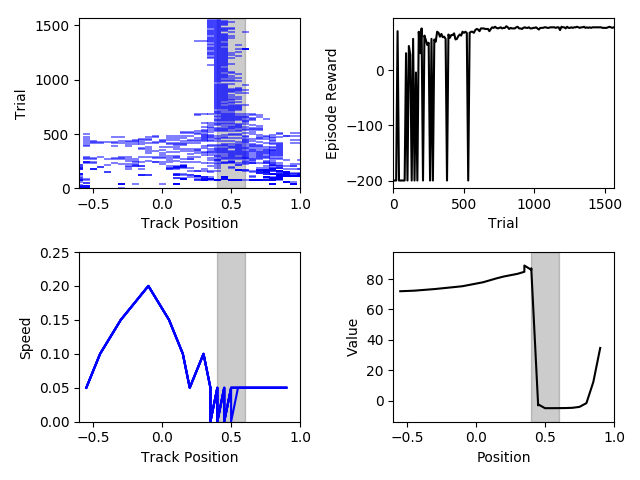 1500
1000
500
0
Trial
−0.5 0.0 0.5 1.0
Track Position
0
−100
−200
Episode Reward
0 500 1000 1500
Trial
0.25
0.20
0.15
0.10
0.05
0.00
Speed
−0.5 0.0 0.5 1.0
Track Position
80
60
40
20
0
Value
−0.5 0.0 0.5 1.0
Position